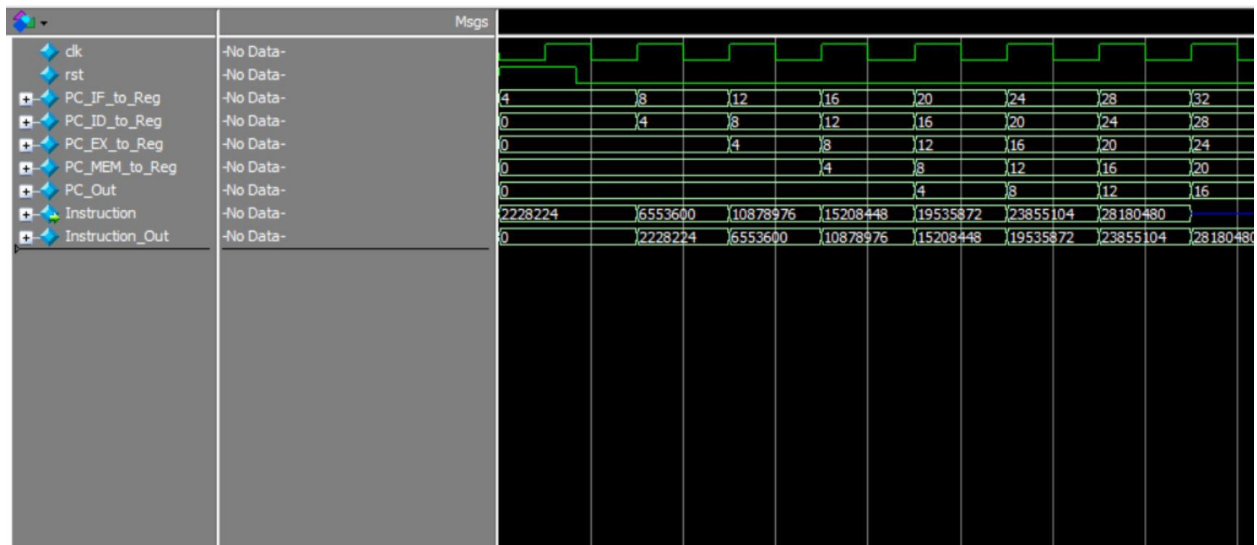 Msgs
clk -No Data-
rst -No Data-
PC_IF_to_Reg -No Data- 4 8 12 16 20 24 28 32
PC_ID_to_Reg -No Data- 0 4 8 12 16 20 24 28
PC_EX_to_Reg -No Data- 0 4 8 12 16 20 24
PC_MEM_to_Reg -No Data- 0 4 8 12 16 20
PC_Out -No Data- 0 4 8 12 16
Instruction -No Data- 2228224 6553600 10878976 15208448 19535872 23855104 28180480
Instruction_Out -No Data- 0 2228224 6553600 10878976 15208448 19535872 23855104 28180480